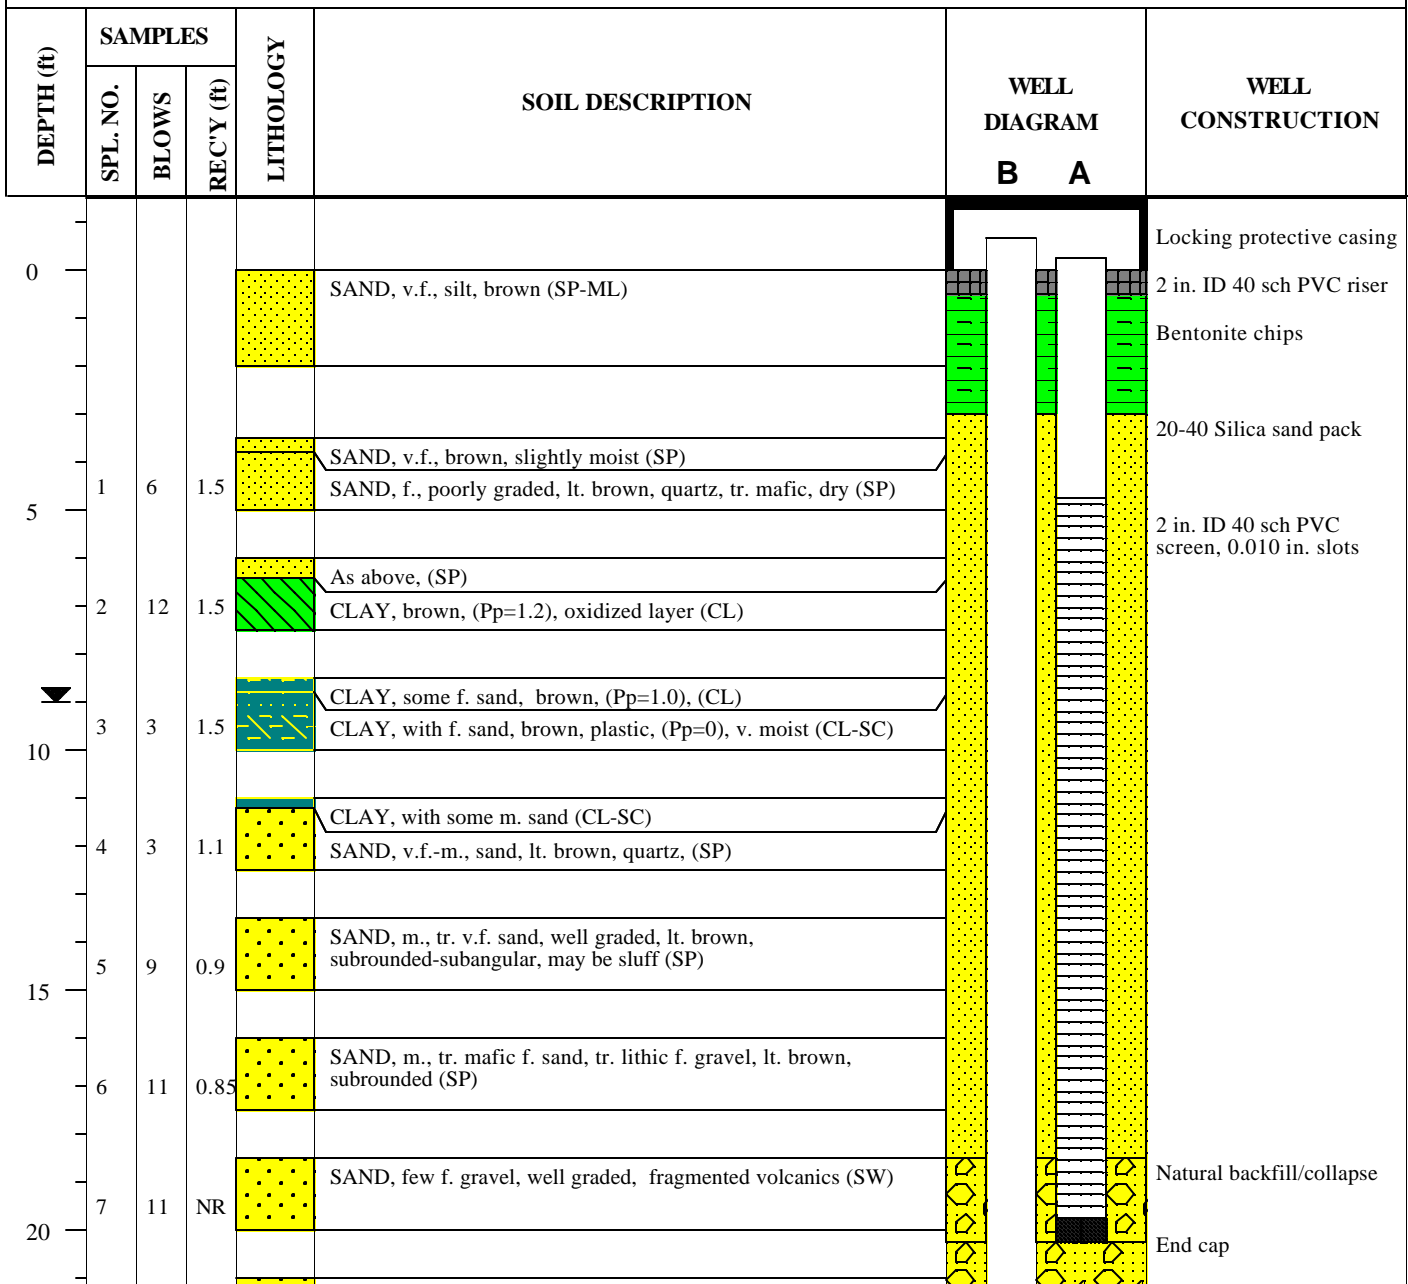 DEPTH (ft)
SAMPLES
SPL. NO.
BLOWS
REC'Y (ft)
LITHOLOGY
SOIL DESCRIPTION
WELL
DIAGRAM
B A
WELL
CONSTRUCTION
Locking protective casing
0
SAND, v.f., silt, brown (SP-ML)
2 in. ID 40 sch PVC riser
Bentonite chips
20-40 Silica sand pack
SAND, v.f., brown, slightly moist (SP)
1 6 1.5 SAND, f., poorly graded, lt. brown, quartz, tr. mafic, dry (SP)
5
2 in. ID 40 sch PVC
screen, 0.010 in. slots
As above, (SP)
2 12 1.5 CLAY, brown, (Pp=1.2), oxidized layer (CL)
CLAY, some f. sand, brown, (Pp=1.0), (CL)
3 3 1.5 CLAY, with f. sand, brown, plastic, (Pp=0), v. moist (CL-SC)
10
CLAY, with some m. sand (CL-SC)
4 3 1.1 SAND, v.f.-m., sand, lt. brown, quartz, (SP)
SAND, m., tr. v.f. sand, well graded, lt. brown,
subrounded-subangular, may be sluff (SP)
5 9 0.9
15
SAND, m., tr. mafic f. sand, tr. lithic f. gravel, lt. brown,
subrounded (SP)
6 11 0.85
SAND, few f. gravel, well graded, fragmented volcanics (SW)
Natural backfill/collapse
7 11 NR
20
End cap